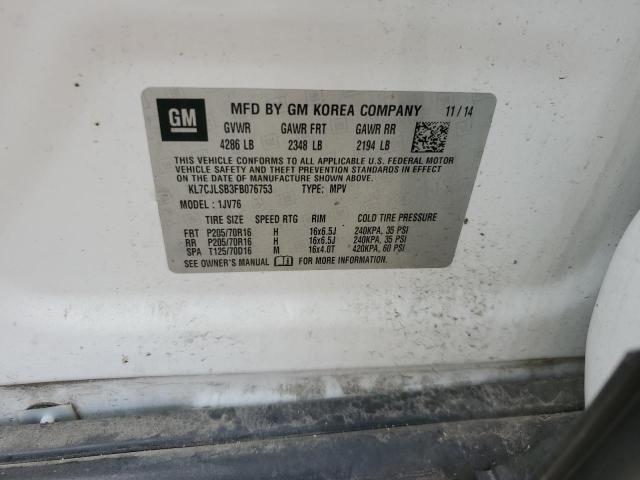 GM MFD BY GM KOREA COMPANY 11/14
GVWR GAWR FRT GAWR RR
4286 LB 2348 LB 2194 LB
THIS VEHICLE CONFORMS TO ALL APPLICABLE U.S. FEDERAL MOTOR
VEHICLE SAFETY AND THEFT PREVENTION STANDARDS IN EFFECT ON
THE DATE OF MANUFACTURE SHOWN ABOVE.
KL7CJLSB3FB076753 TYPE; MPV
MODEL : 1JV76
TIRE SIZE SPEED RTG RIM COLD TIRE PRESSURE
FRT P205/70R16 H 16x6.5J 240KPA, 35 PSI
RR P205/70R16 H 16x6.5J 240KPA, 35 PSI
SPA T125/70D16 M 16x4.0T 420KPA, 60 PSI
SEE OWNER'S MANUAL FOR MORE INFORMATION.